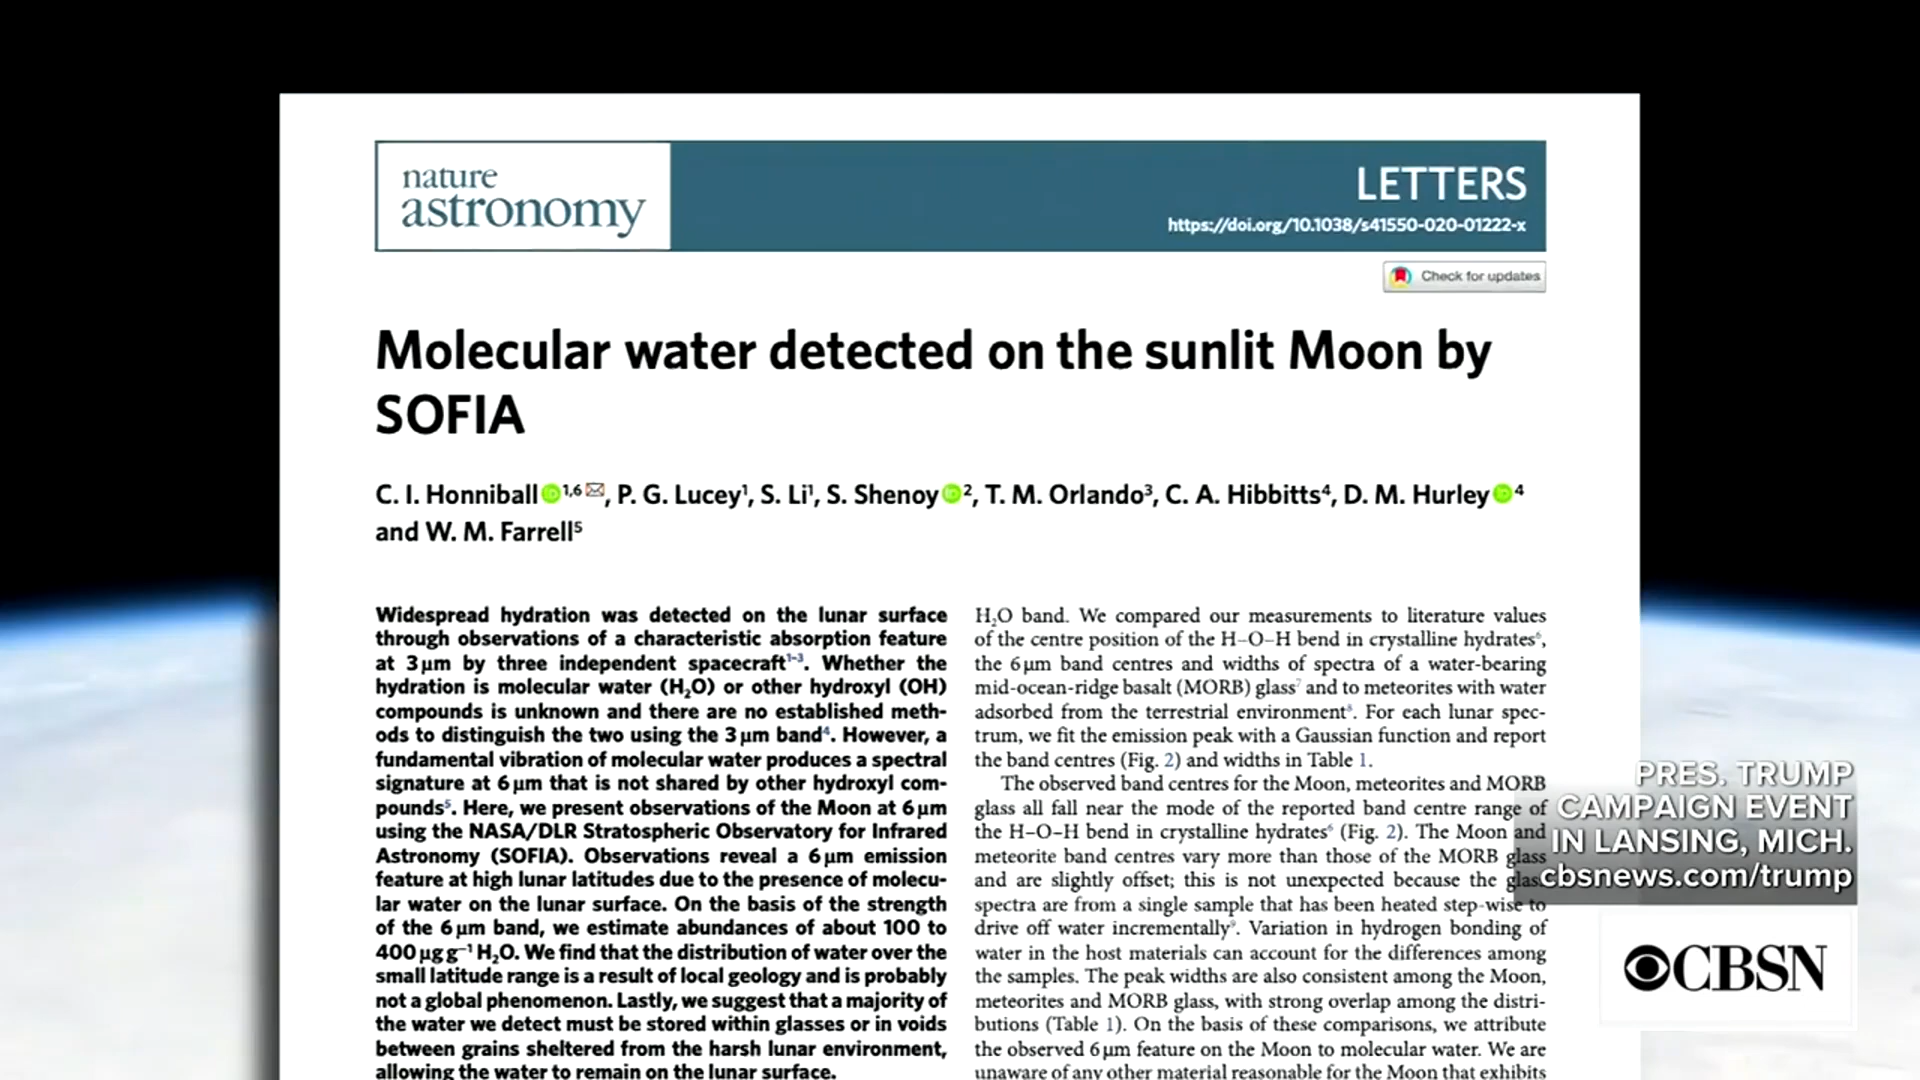 nature
astronomy
LETTERS
https://doi.org/10.1038/s41550-020-01222-x
Check for updates
Molecular water detected on the sunlit Moon by
SOFIA
C. I. Honniball 1,6, P. G. Lucey1, S. Li1, S. Shenoy 2, T. M. Orlando3, C. A. Hibbitts4, D. M. Hurley 4
and W. M. Farrell5
Widespread hydration was detected on the lunar surface
through observations of a characteristic absorption feature
at 3 µm by three independent spacecraft1–3. Whether the
hydration is molecular water (H2O) or other hydroxyl (OH)
compounds is unknown and there are no established meth-
ods to distinguish the two using the 3 µm band4. However, a
fundamental vibration of molecular water produces a spectral
signature at 6 µm that is not shared by other hydroxyl com-
pounds5. Here, we present observations of the Moon at 6 µm
using the NASA/DLR Stratospheric Observatory for Infrared
Astronomy (SOFIA). Observations reveal a 6 µm emission
feature at high lunar latitudes due to the presence of molecu-
lar water on the lunar surface. On the basis of the strength
of the 6 µm band, we estimate abundances of about 100 to
400 µg g−1 H2O. We find that the distribution of water over the
small latitude range is a result of local geology and is probably
not a global phenomenon. Lastly, we suggest that a majority of
the water we detect must be stored within glasses or in voids
between grains sheltered from the harsh lunar environment,
allowing the water to remain on the lunar surface.
H2O band. We compared our measurements to literature values
of the centre position of the H–O–H bend in crystalline hydrates6,
the 6 µm band centres and widths of spectra of a water-bearing
mid-ocean-ridge basalt (MORB) glass7 and to meteorites with water
adsorbed from the terrestrial environment8. For each lunar spec-
trum, we fit the emission peak with a Gaussian function and report
the band centres (Fig. 2) and widths in Table 1.
The observed band centres for the Moon, meteorites and MORB
glass all fall near the mode of the reported band centre range of
the H–O–H bend in crystalline hydrates6 (Fig. 2). The Moon and
meteorite band centres vary more than those of the MORB glass
and are slightly offset; this is not unexpected because the glass
spectra are from a single sample that has been heated step-wise to
drive off water incrementally9. Variation in hydrogen bonding of
water in the host materials can account for the differences among
the samples. The peak widths are also consistent among the Moon,
meteorites and MORB glass, with strong overlap among the distri-
butions (Table 1). On the basis of these comparisons, we attribute
the observed 6 µm feature on the Moon to molecular water. We are
unaware of any other material reasonable for the Moon that exhibits
PRES. TRUMP
CAMPAIGN EVENT
IN LANSING, MICH.
cbsnews.com/trump
CBSN